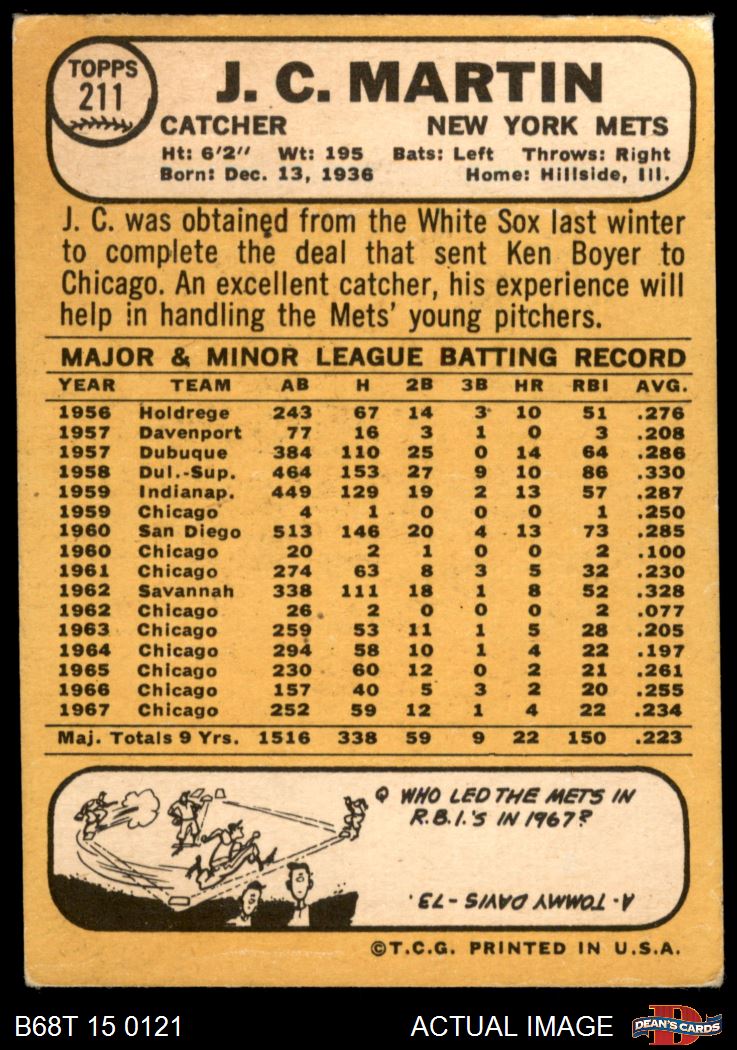 TOPPS
211
J. C. MARTIN
CATCHER NEW YORK METS
Ht: 6'2" Wt: 195 Bats: Left Throws: Right
Born: Dec. 13, 1936 Home: Hillside, Ill.
J. C. was obtained from the White Sox last winter
to complete the deal that sent Ken Boyer to
Chicago. An excellent catcher, his experience will
help in handling the Mets' young pitchers.
MAJOR & MINOR LEAGUE BATTING RECORD
YEAR TEAM AB H 2B 3B HR RBI AVG.
1956 Holdrege 243 67 14 3 10 51 .276
1957 Davenport 77 16 3 1 0 3 .208
1957 Dubuque 384 110 25 0 14 64 .286
1958 Dul.-Sup. 464 153 27 9 10 86 .330
1959 Indianap. 449 129 19 2 13 57 .287
1959 Chicago 4 1 0 0 0 1 .250
1960 San Diego 513 146 20 4 13 73 .285
1960 Chicago 20 2 1 0 0 2 .100
1961 Chicago 274 63 8 3 5 32 .230
1962 Savannah 338 111 18 1 8 52 .328
1962 Chicago 26 2 0 0 0 2 .077
1963 Chicago 259 53 11 1 5 28 .205
1964 Chicago 294 58 10 1 4 22 .197
1965 Chicago 230 60 12 0 2 21 .261
1966 Chicago 157 40 5 3 2 20 .255
1967 Chicago 252 59 12 1 4 22 .234
Maj. Totals 9 Yrs. 1516 338 59 9 22 150 .223
Q WHO LED THE METS IN
R.B.I.'S IN 1967?
A- TOMMY DAVIS - 73.
©T.C.G. PRINTED IN U.S.A.
B68T 15 0121 ACTUAL IMAGE DEAN'S CARDS